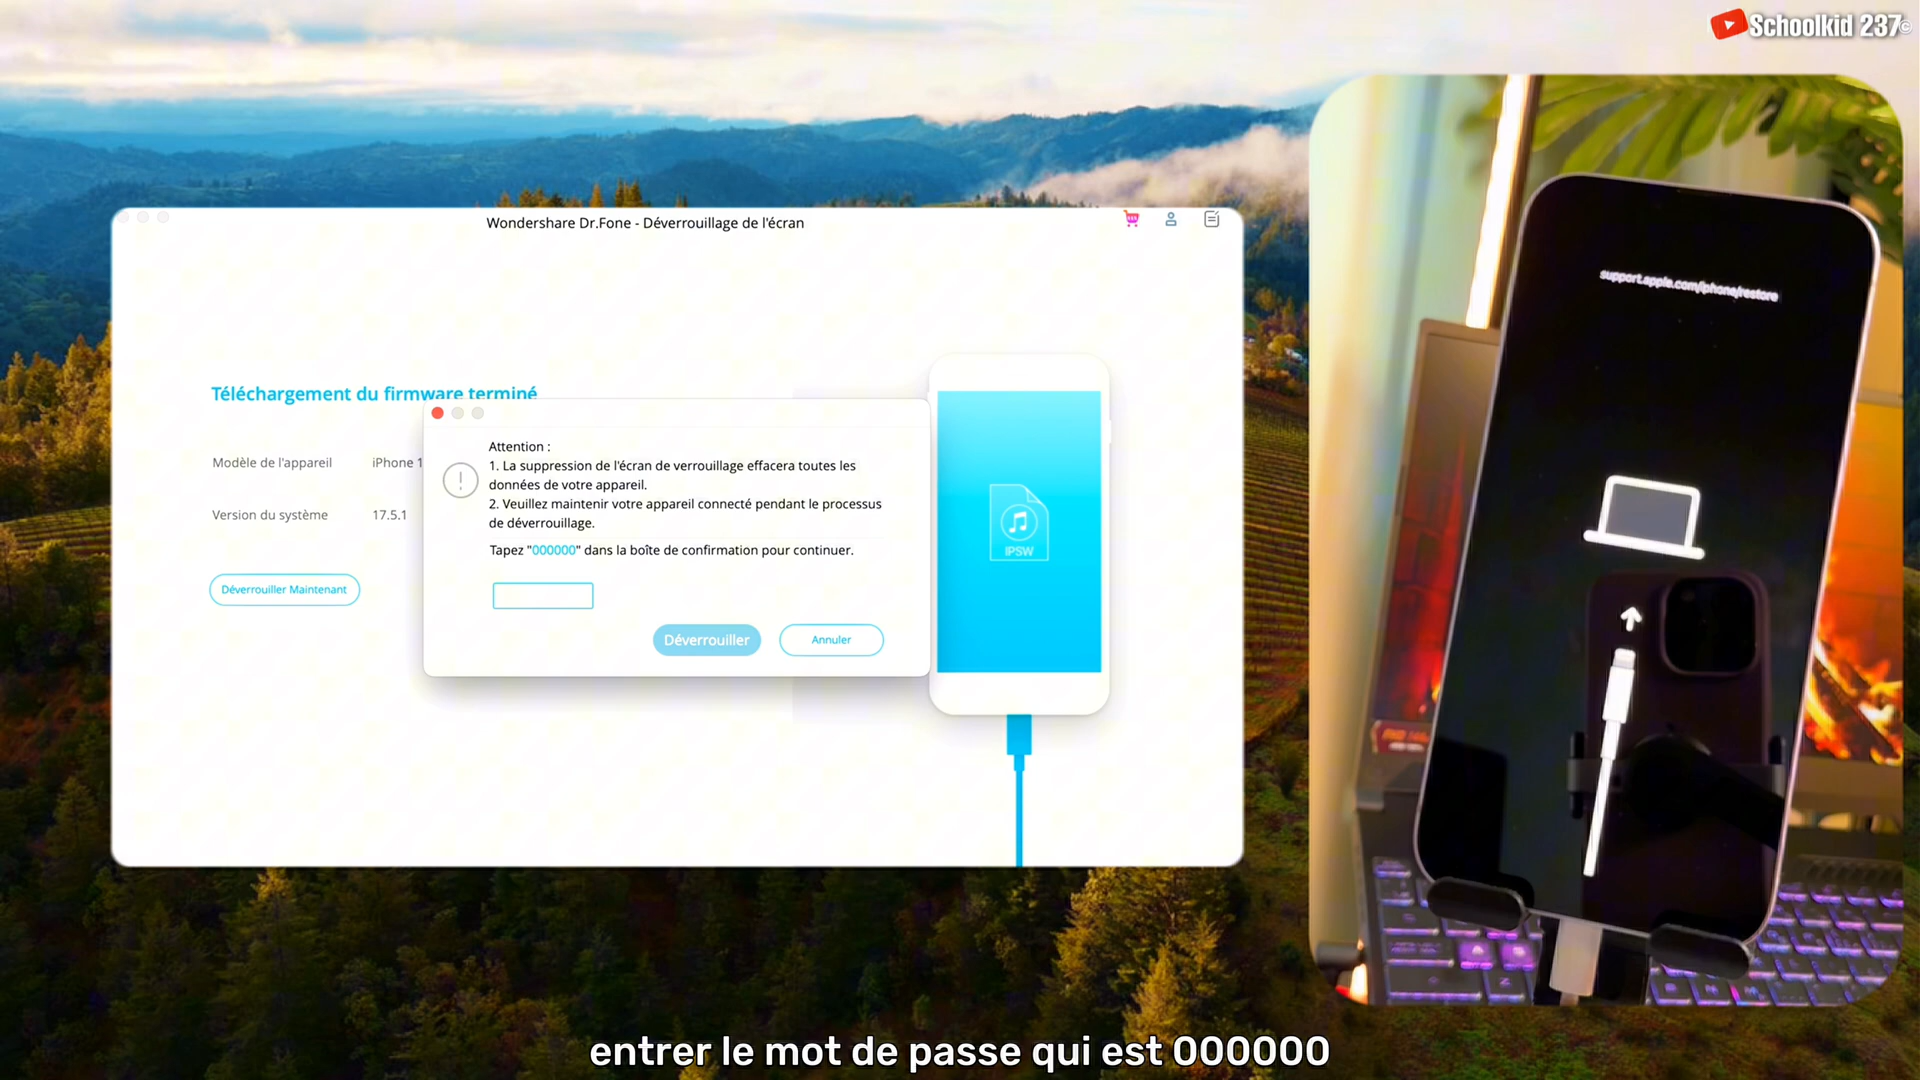 Schoolkid 237©
Wondershare Dr.Fone - Déverrouillage de l'écran
support.apple.com/iphone/restore
Téléchargement du firmware terminé
Modèle de l'appareil iPhone 1
Version du système 17.5.1
Déverrouiller Maintenant
Attention :
1. La suppression de l'écran de verrouillage effacera toutes les
données de votre appareil.
2. Veuillez maintenir votre appareil connecté pendant le processus
de déverrouillage.
Tapez "000000" dans la boîte de confirmation pour continuer.
Déverrouiller
Annuler
IPSW
entrer le mot de passe qui est 000000